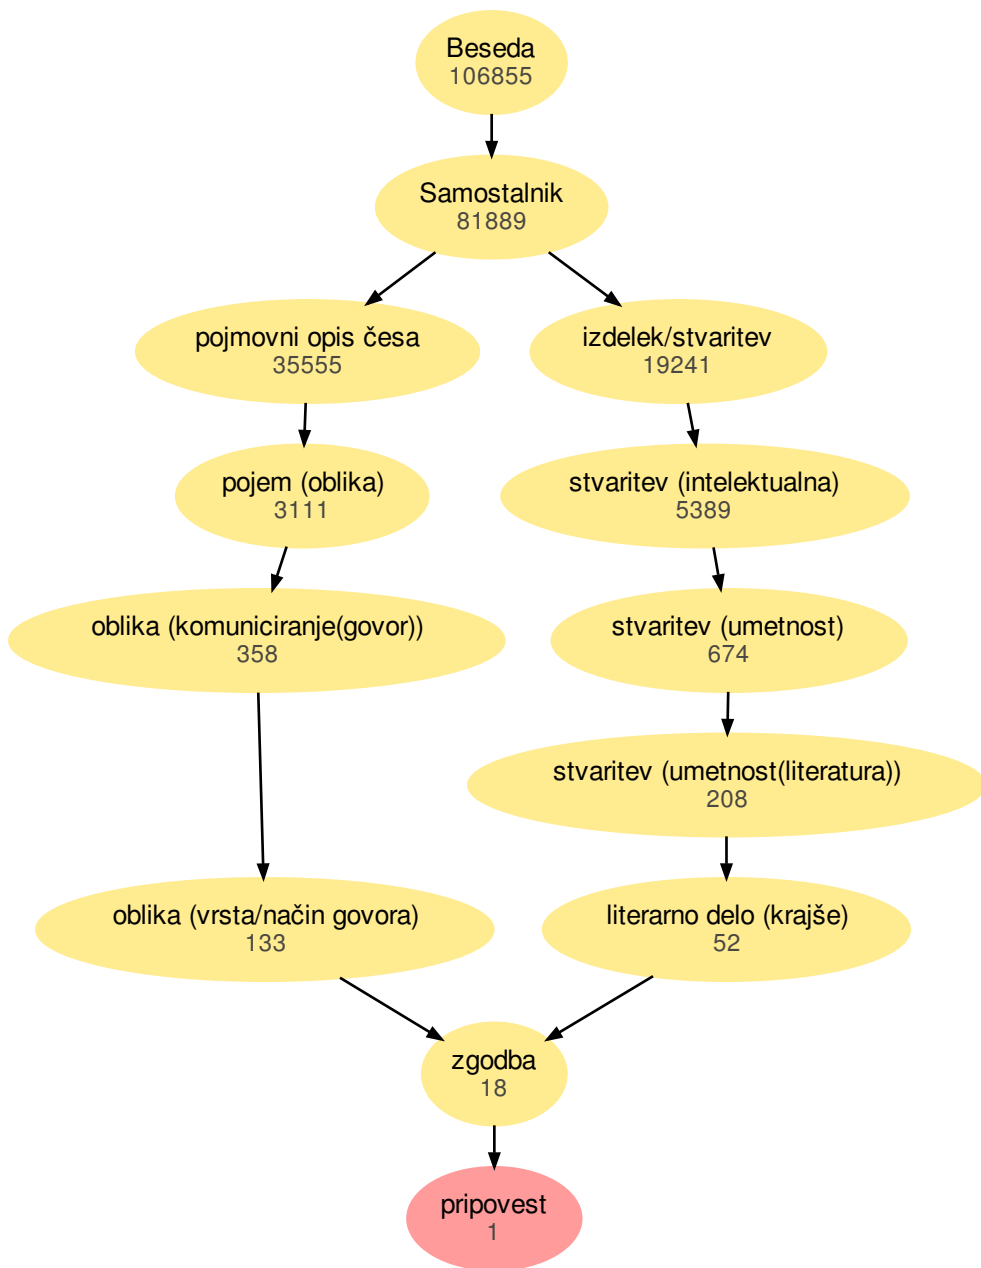 Beseda
106855
Samostalnik
81889
pojmovni opis česa
35555
izdelek/stvaritev
19241
pojem (oblika)
3111
stvaritev (intelektualna)
5389
oblika (komuniciranje(govor))
358
stvaritev (umetnost)
674
stvaritev (umetnost(literatura))
208
oblika (vrsta/način govora)
133
literarno delo (krajše)
52
zgodba
18
pripovest
1